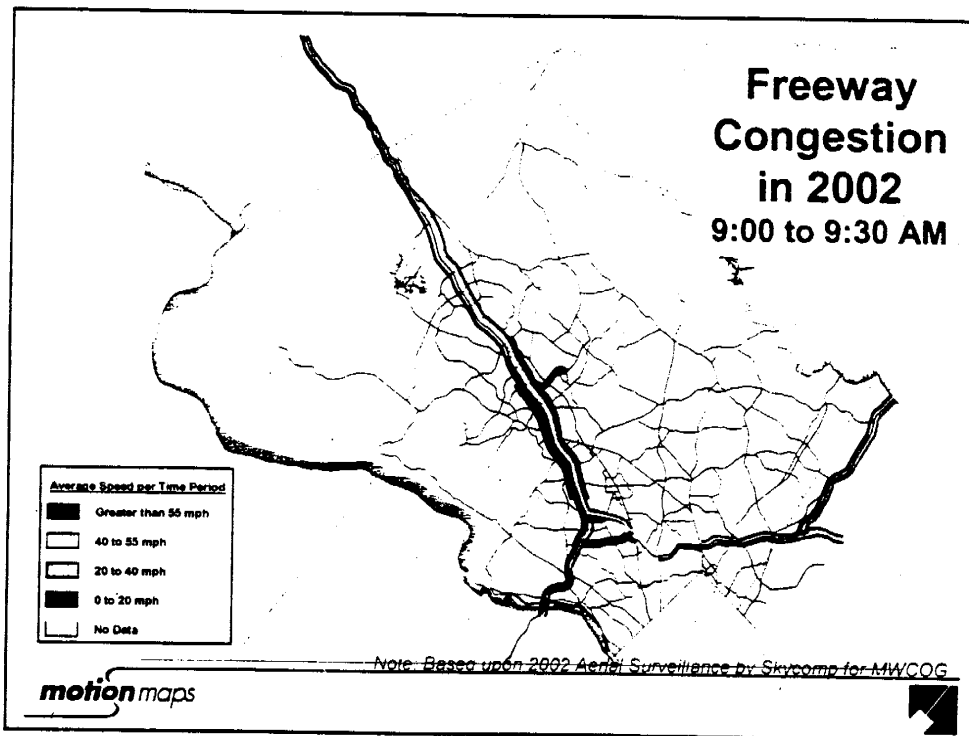 Freeway
Congestion
in 2002
9:00 to 9:30 AM
Average Speed per Time Period
Greater than 55 mph
40 to 55 mph
20 to 40 mph
0 to 20 mph
No Data
Note: Based upon 2002 Aerial Surveillance by Skycomp for MWCOG
motion maps